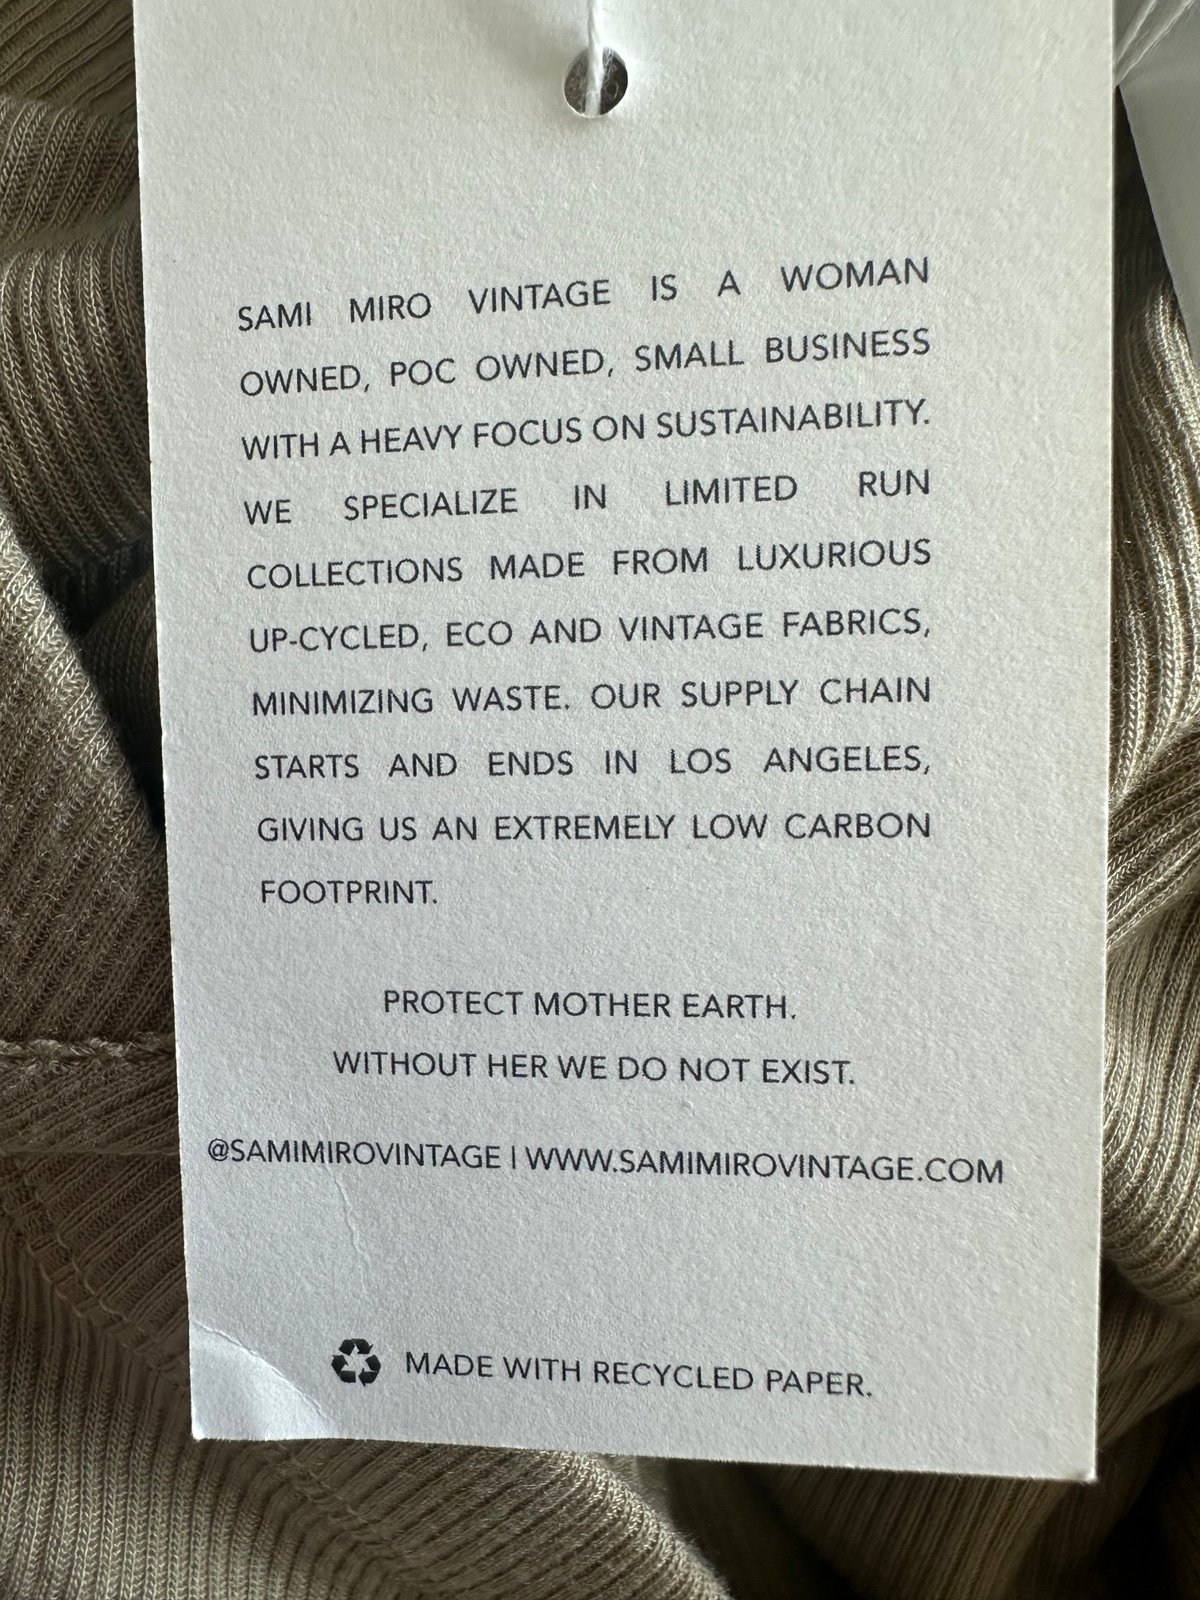 SAMI MIRO VINTAGE IS A WOMAN
OWNED, POC OWNED, SMALL BUSINESS
WITH A HEAVY FOCUS ON SUSTAINABILITY.
WE SPECIALIZE IN LIMITED RUN
COLLECTIONS MADE FROM LUXURIOUS
UP-CYCLED, ECO AND VINTAGE FABRICS,
MINIMIZING WASTE. OUR SUPPLY CHAIN
STARTS AND ENDS IN LOS ANGELES,
GIVING US AN EXTREMELY LOW CARBON
FOOTPRINT.
PROTECT MOTHER EARTH.
WITHOUT HER WE DO NOT EXIST.
@SAMIMIROVINTAGE | WWW.SAMIMIROVINTAGE.COM
MADE WITH RECYCLED PAPER.